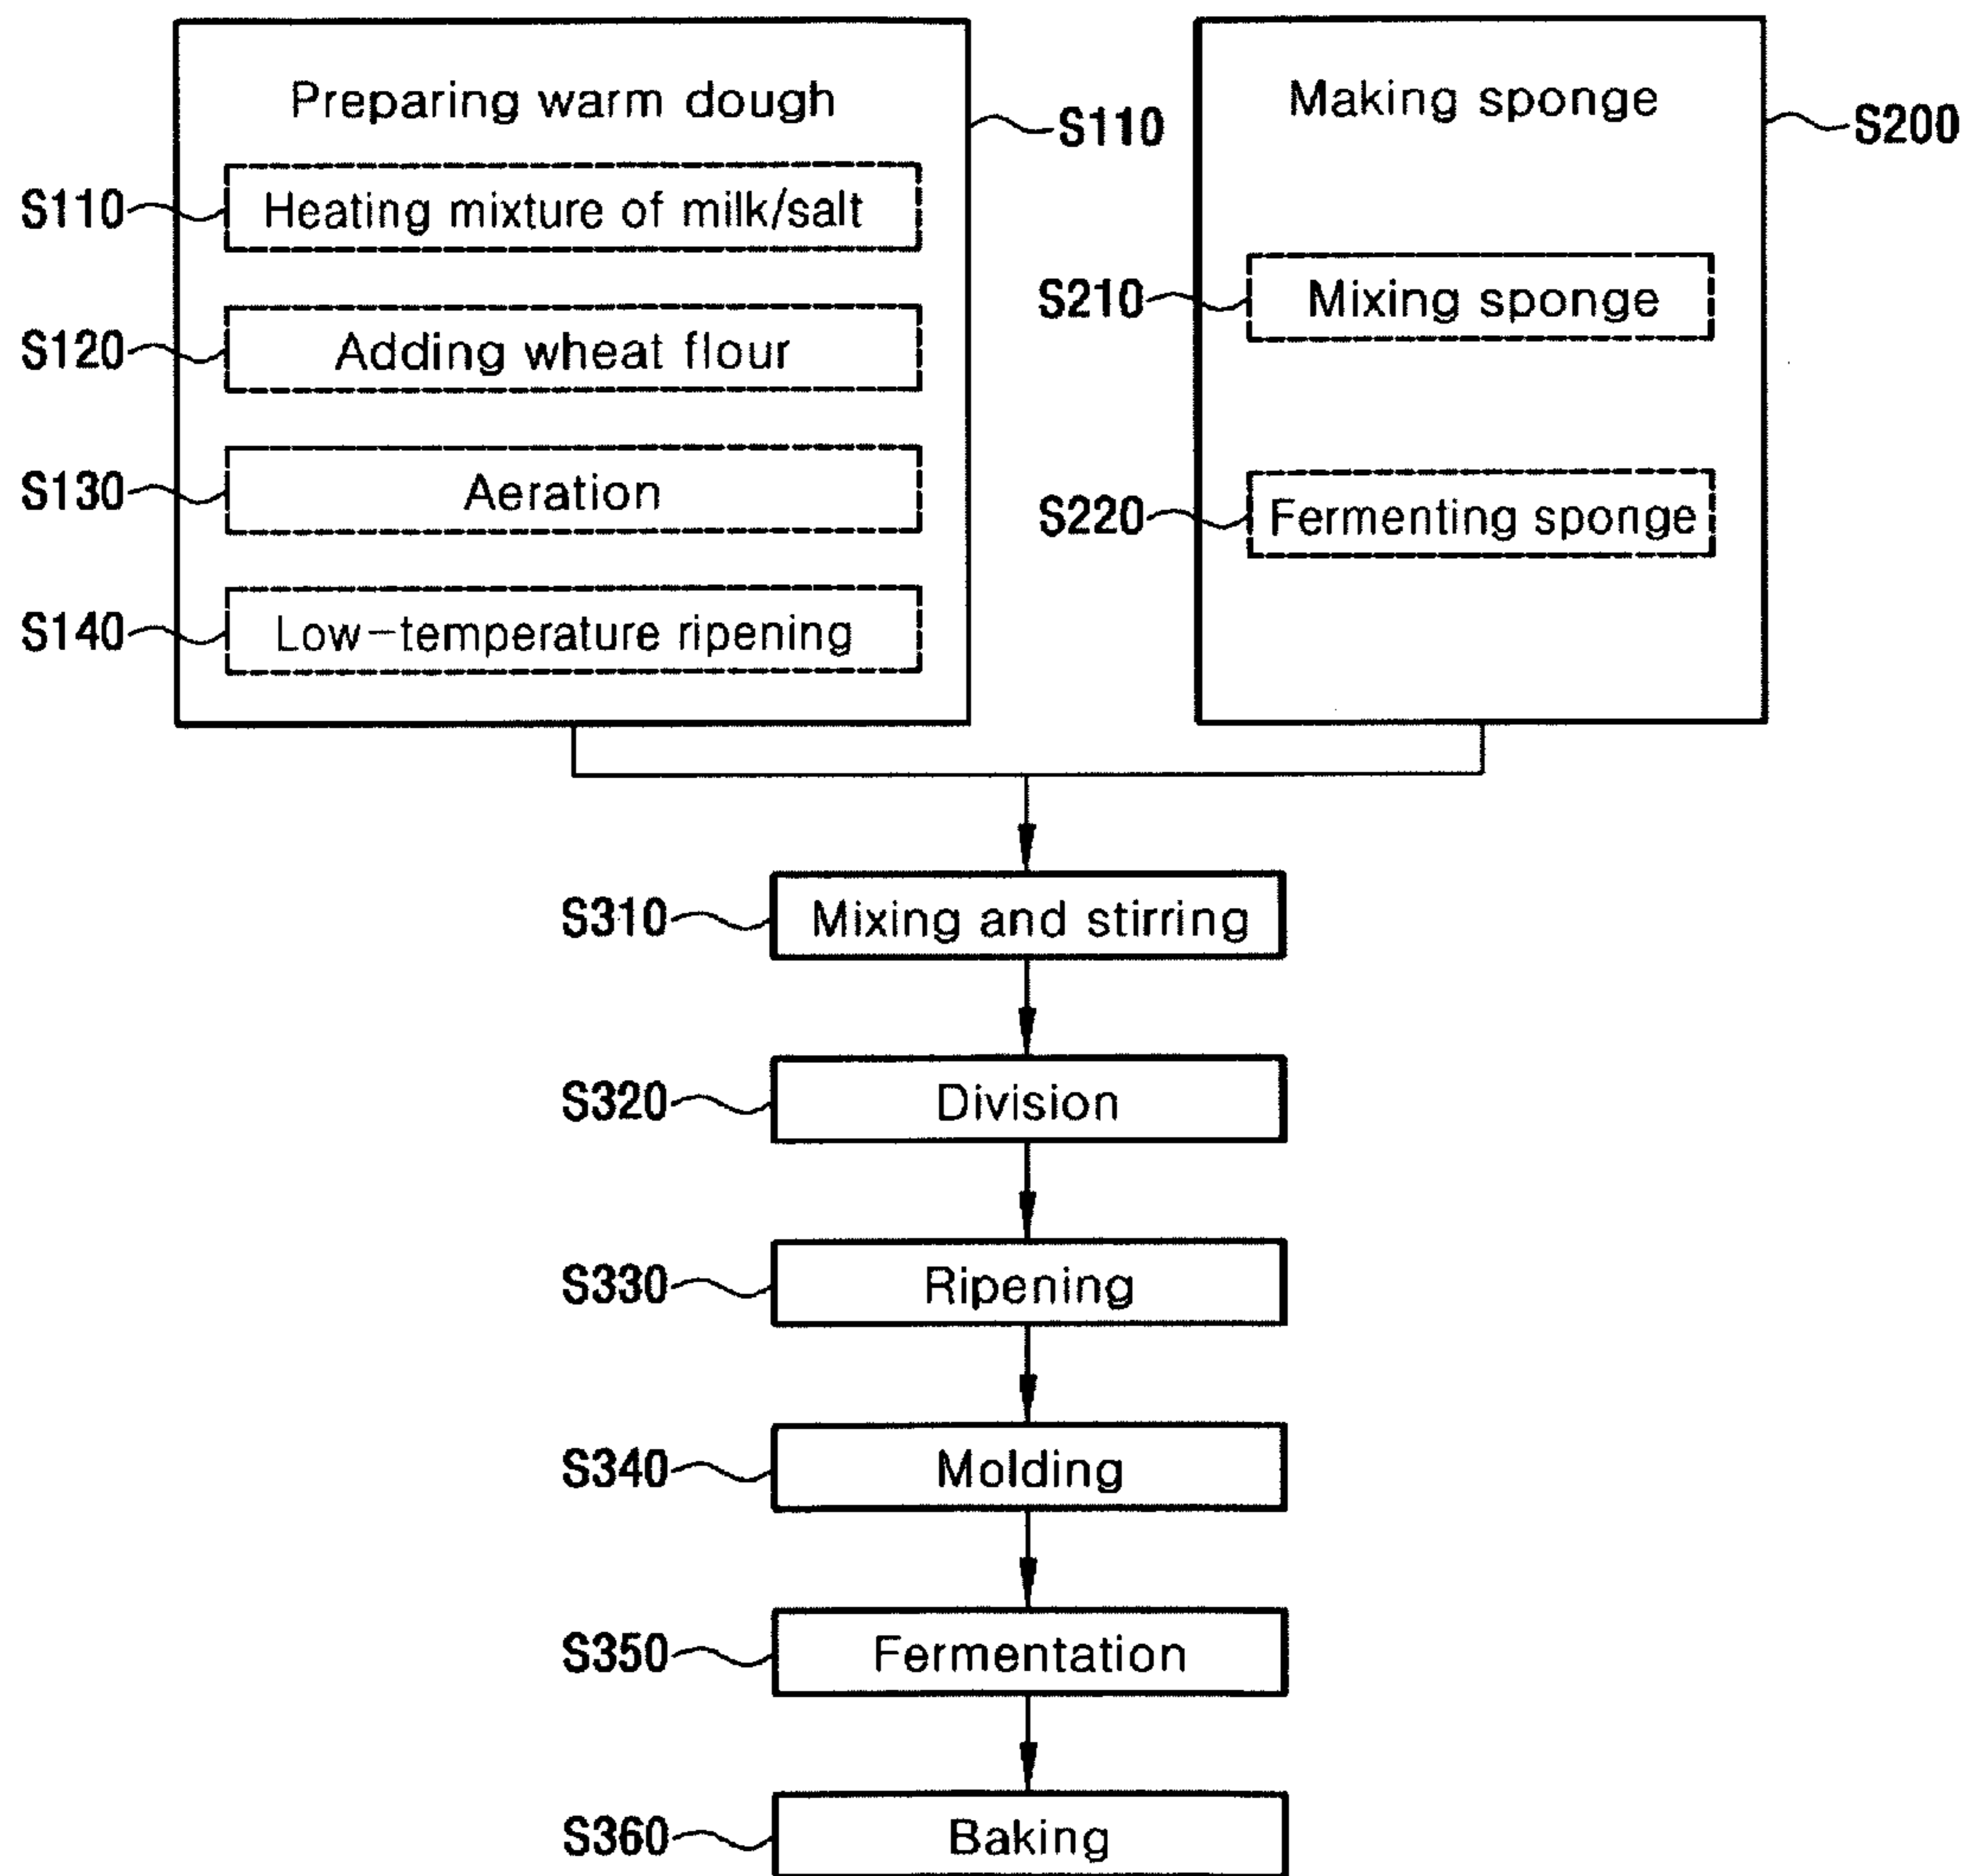 Preparing warm dough
S110
S110
Heating mixture of milk/salt
S120
Adding wheat flour
S130
Aeration
S140
Low-temperature ripening
Making sponge
S200
S210
Mixing sponge
S220
Fermenting sponge
S310
Mixing and stirring
S320
Division
S330
Ripening
S340
Molding
S350
Fermentation
S360
Baking